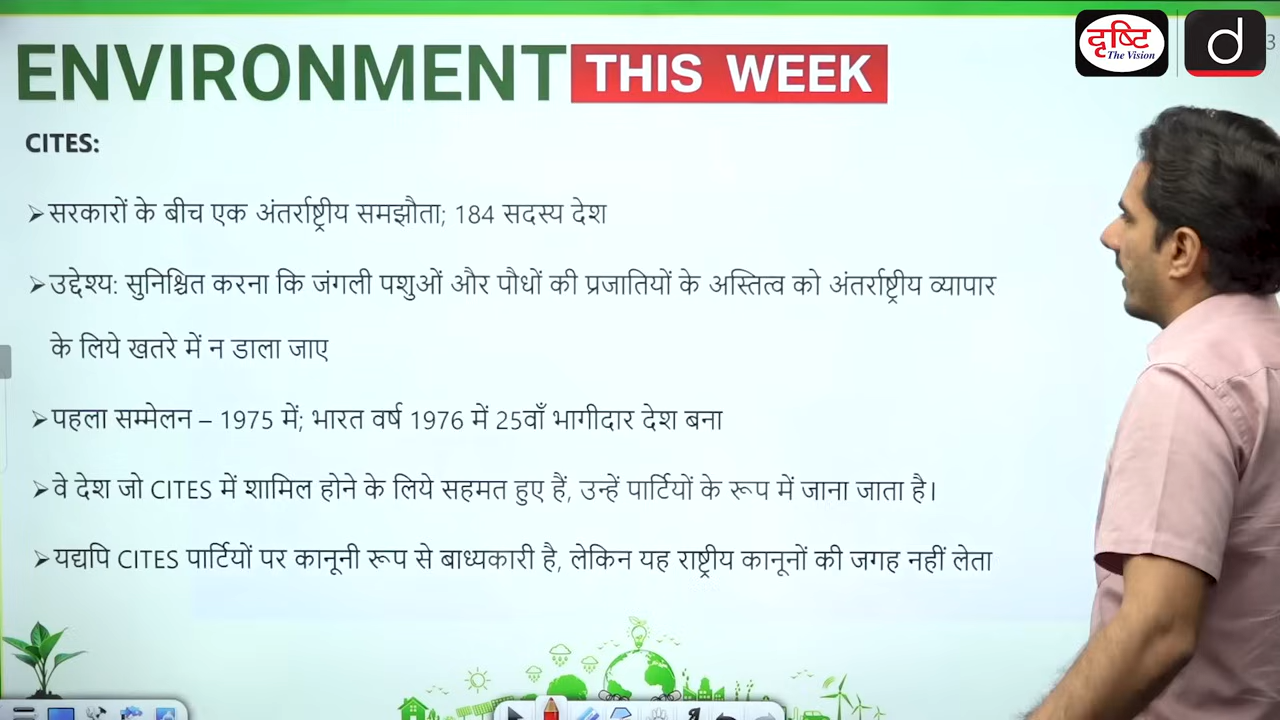 ENVIRONMENT THIS WEEK
दृष्टि
The Vision
d
3
CITES:
➢सरकारों के बीच एक अंतर्राष्ट्रीय समझौता; 184 सदस्य देश
➢उद्देश्य: सुनिश्चित करना कि जंगली पशुओं और पौधों की प्रजातियों के अस्तित्व को अंतर्राष्ट्रीय व्यापार
के लिये खतरे में न डाला जाए
➢पहला सम्मेलन – 1975 में; भारत वर्ष 1976 में 25वाँ भागीदार देश बना
➢वे देश जो CITES में शामिल होने के लिये सहमत हुए हैं, उन्हें पार्टियों के रूप में जाना जाता है।
➢यद्यपि CITES पार्टियों पर कानूनी रूप से बाध्यकारी है, लेकिन यह राष्ट्रीय कानूनों की जगह नहीं लेता